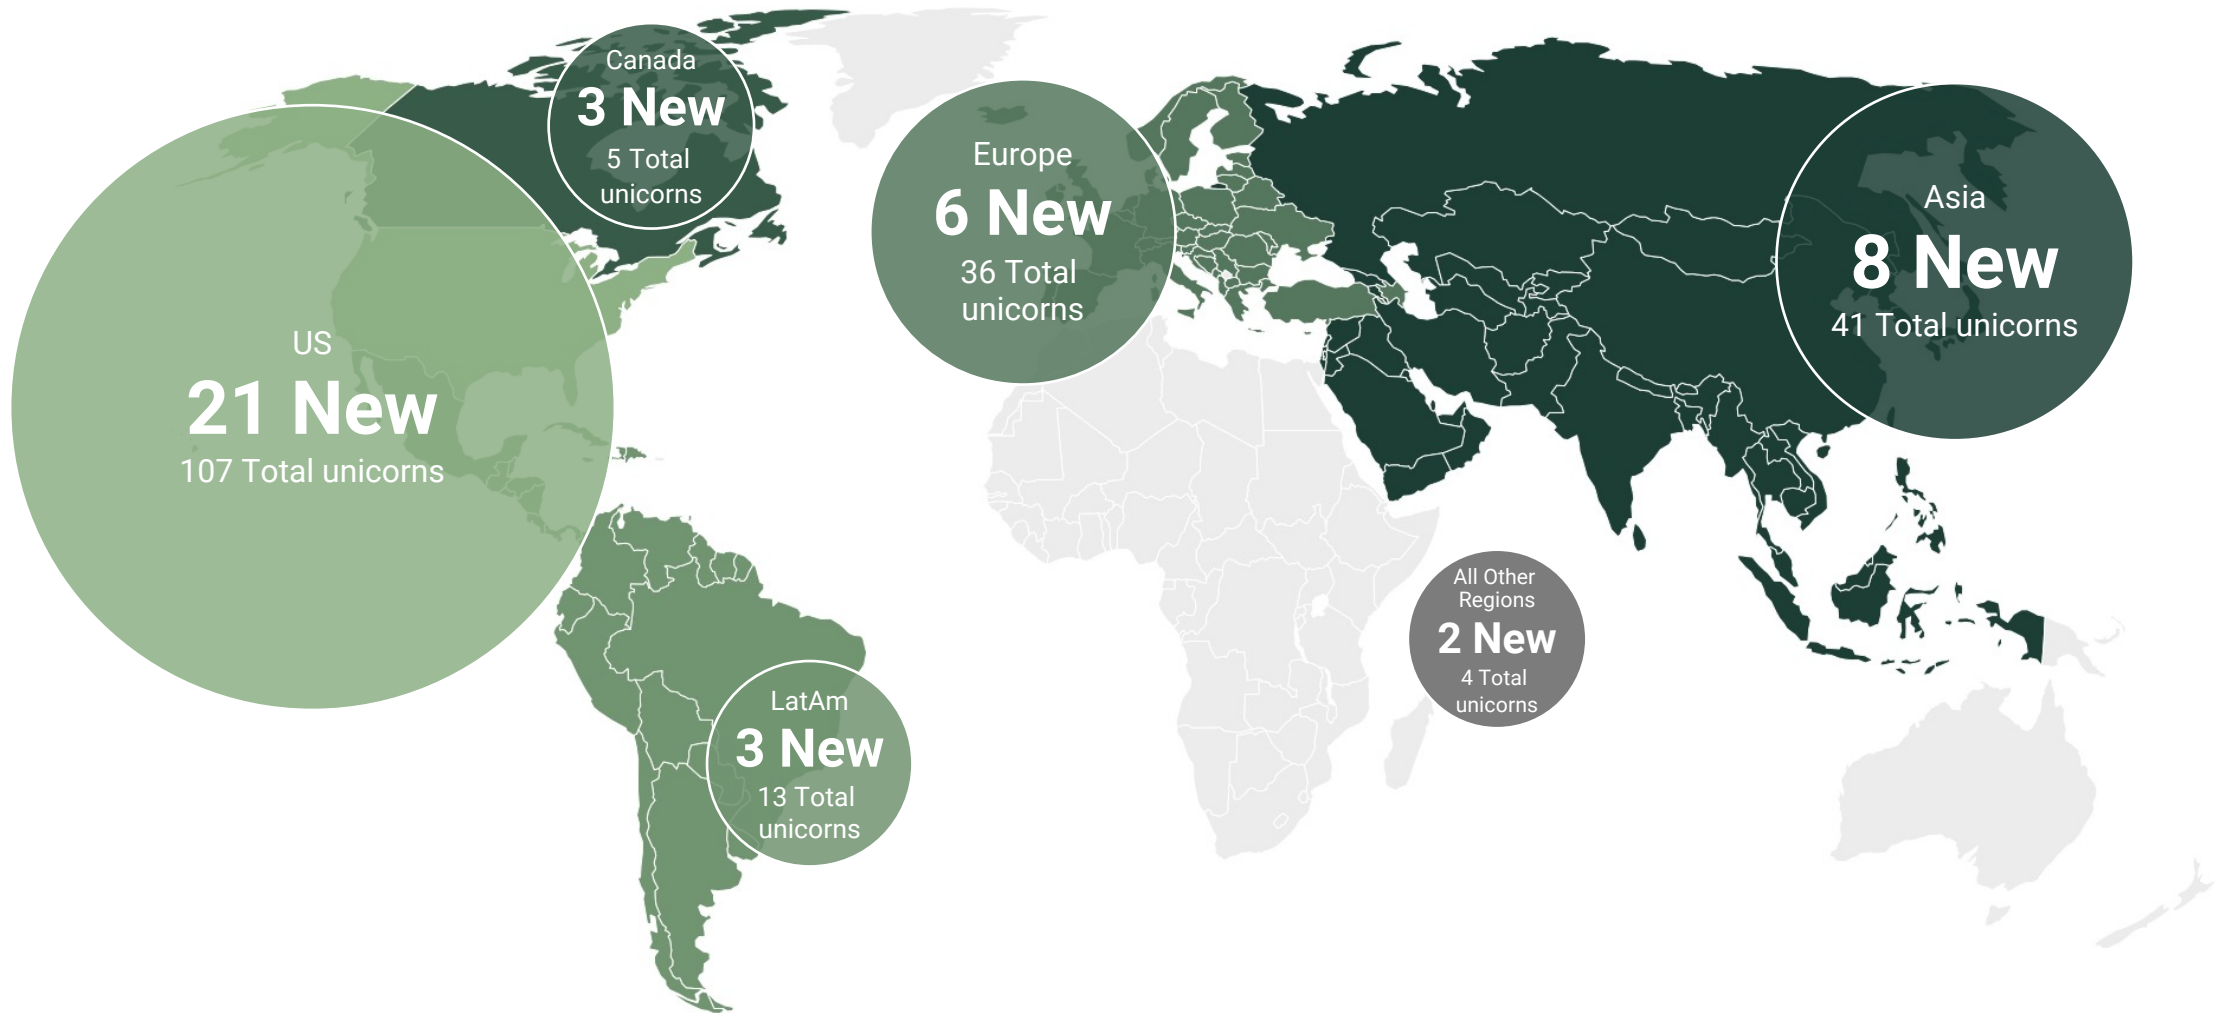 Canada
3 New
5 Total
unicorns
US
21 New
107 Total unicorns
Europe
6 New
36 Total
unicorns
Asia
8 New
41 Total unicorns
LatAm
3 New
13 Total
unicorns
All Other
Regions
2 New
4 Total
unicorns